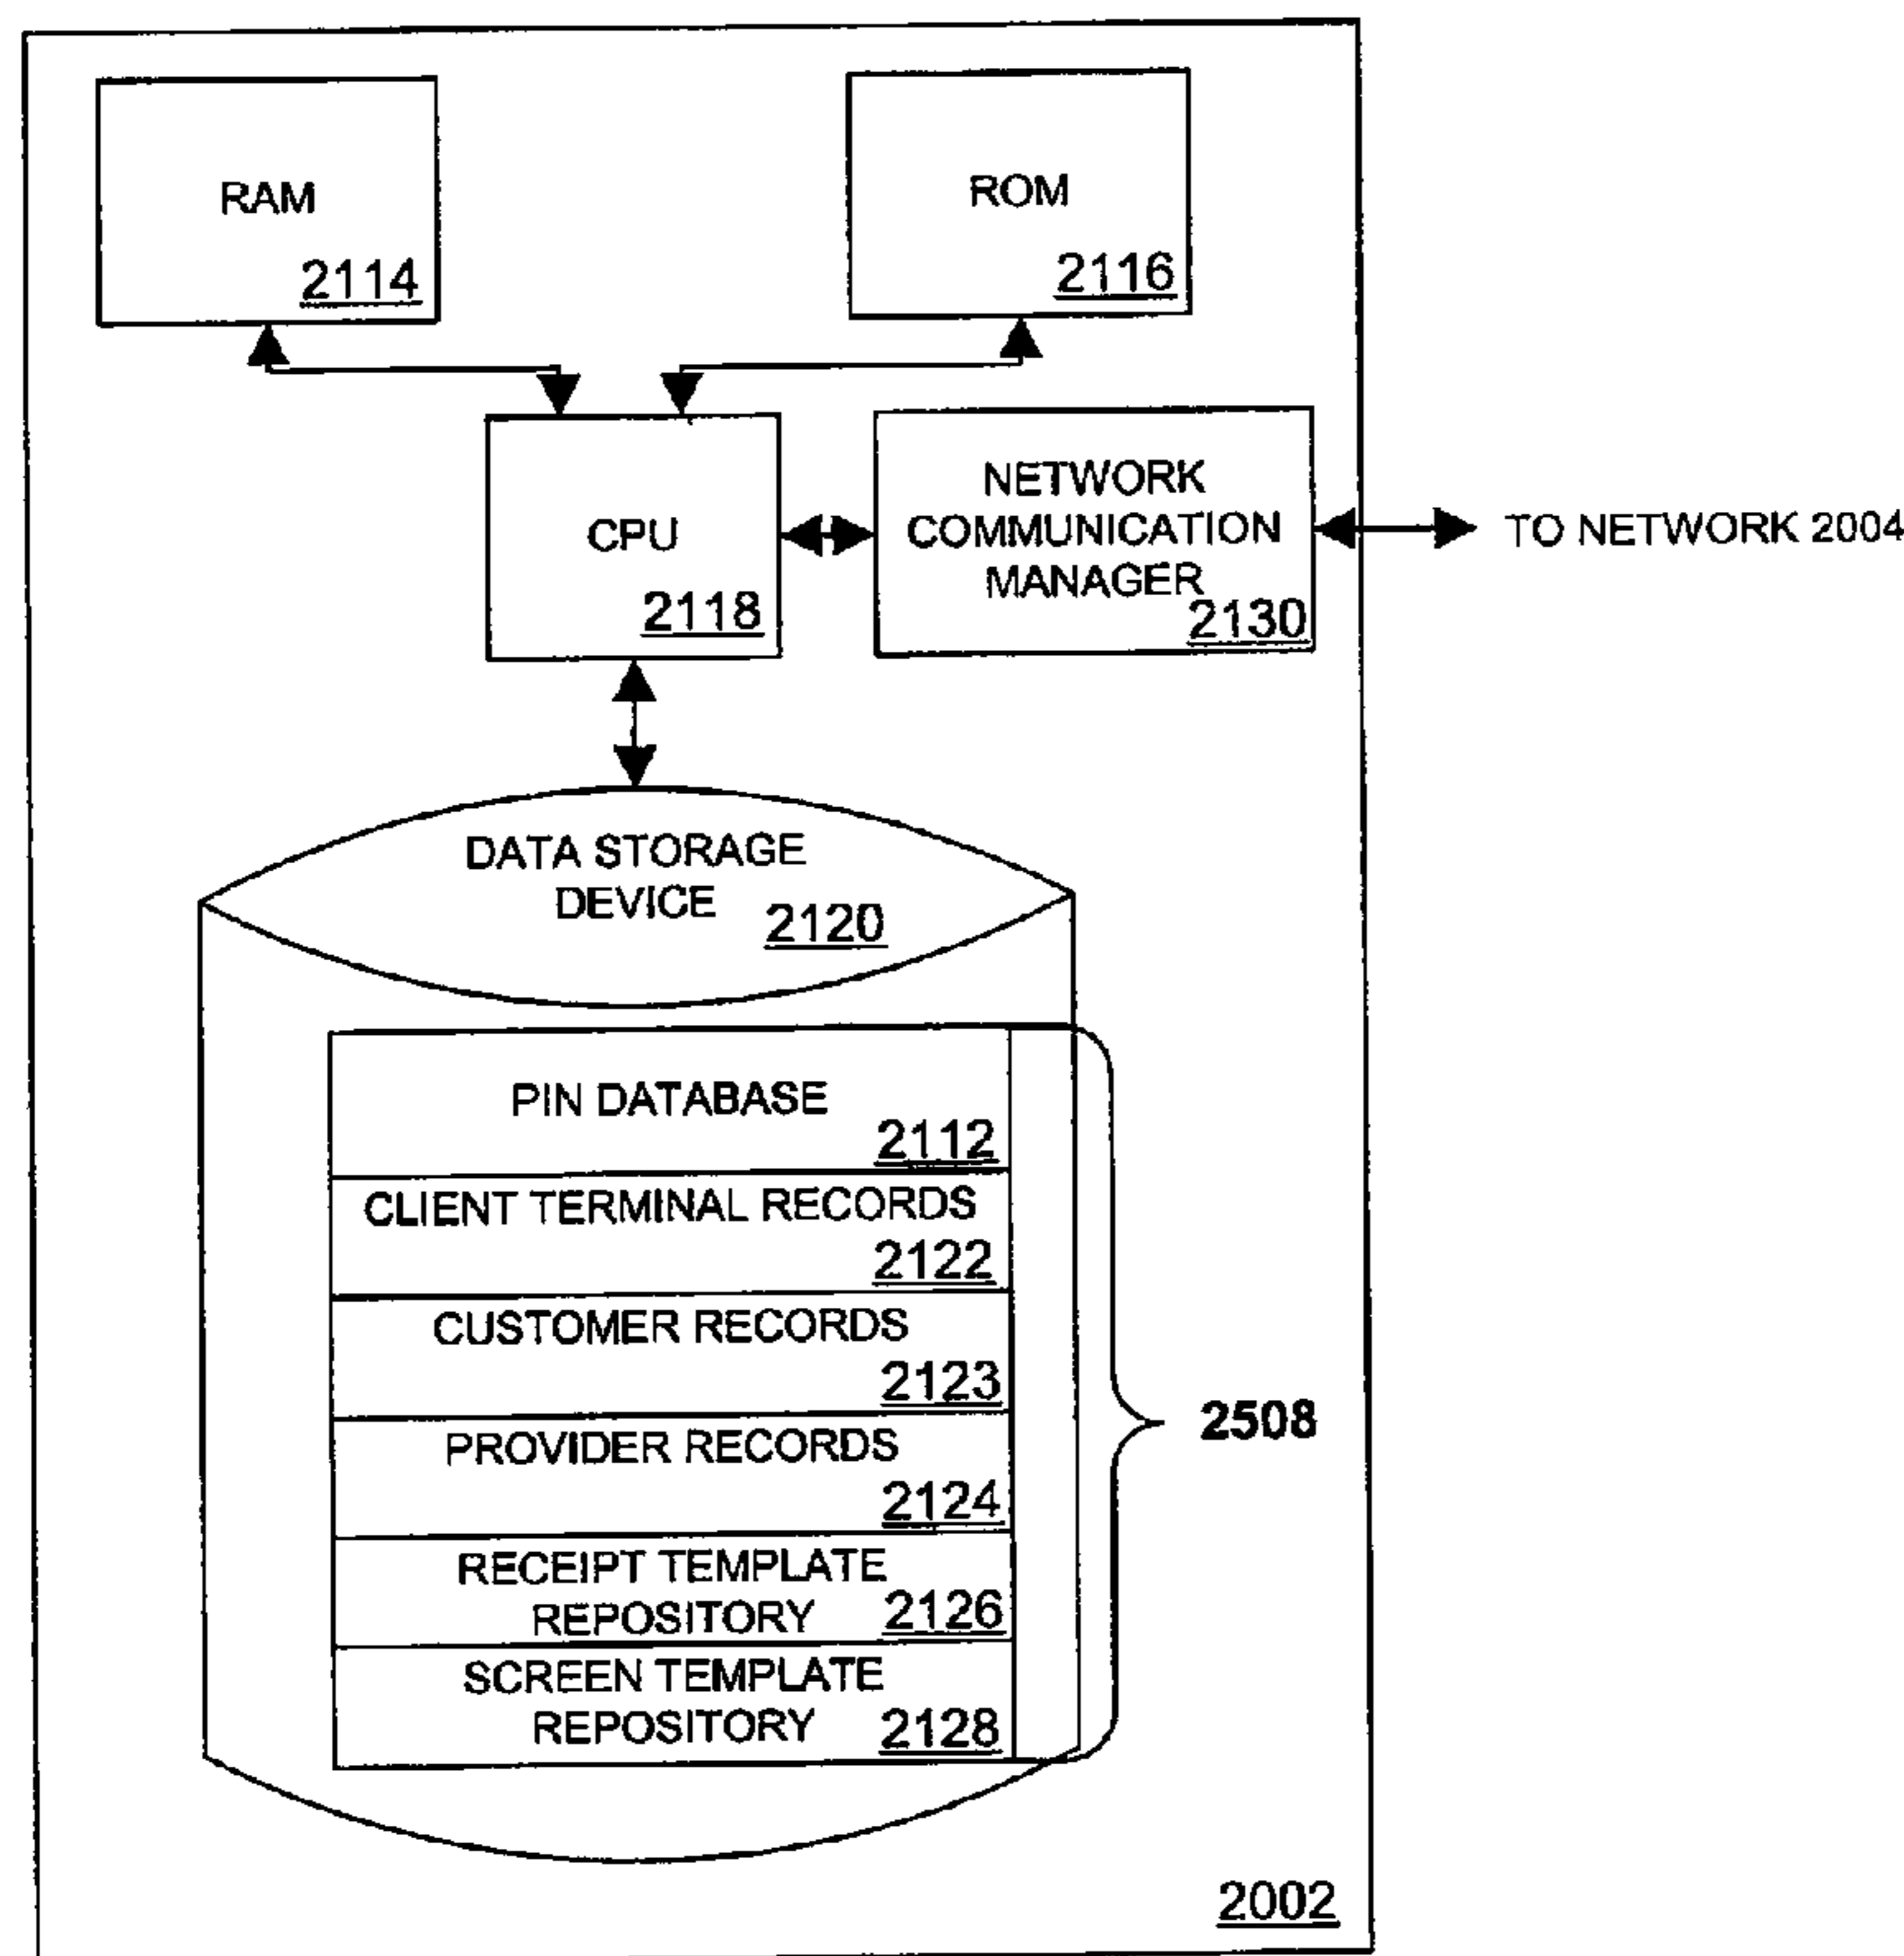 RAM
2114
ROM
2116
CPU
2118
NETWORK
COMMUNICATION
MANAGER
2130
TO NETWORK 2004
DATA STORAGE
DEVICE
2120
PIN DATABASE
2112
CLIENT TERMINAL RECORDS
2122
CUSTOMER RECORDS
2123
PROVIDER RECORDS
2124
RECEIPT TEMPLATE
REPOSITORY 2126
SCREEN TEMPLATE
REPOSITORY 2128
2508
2002